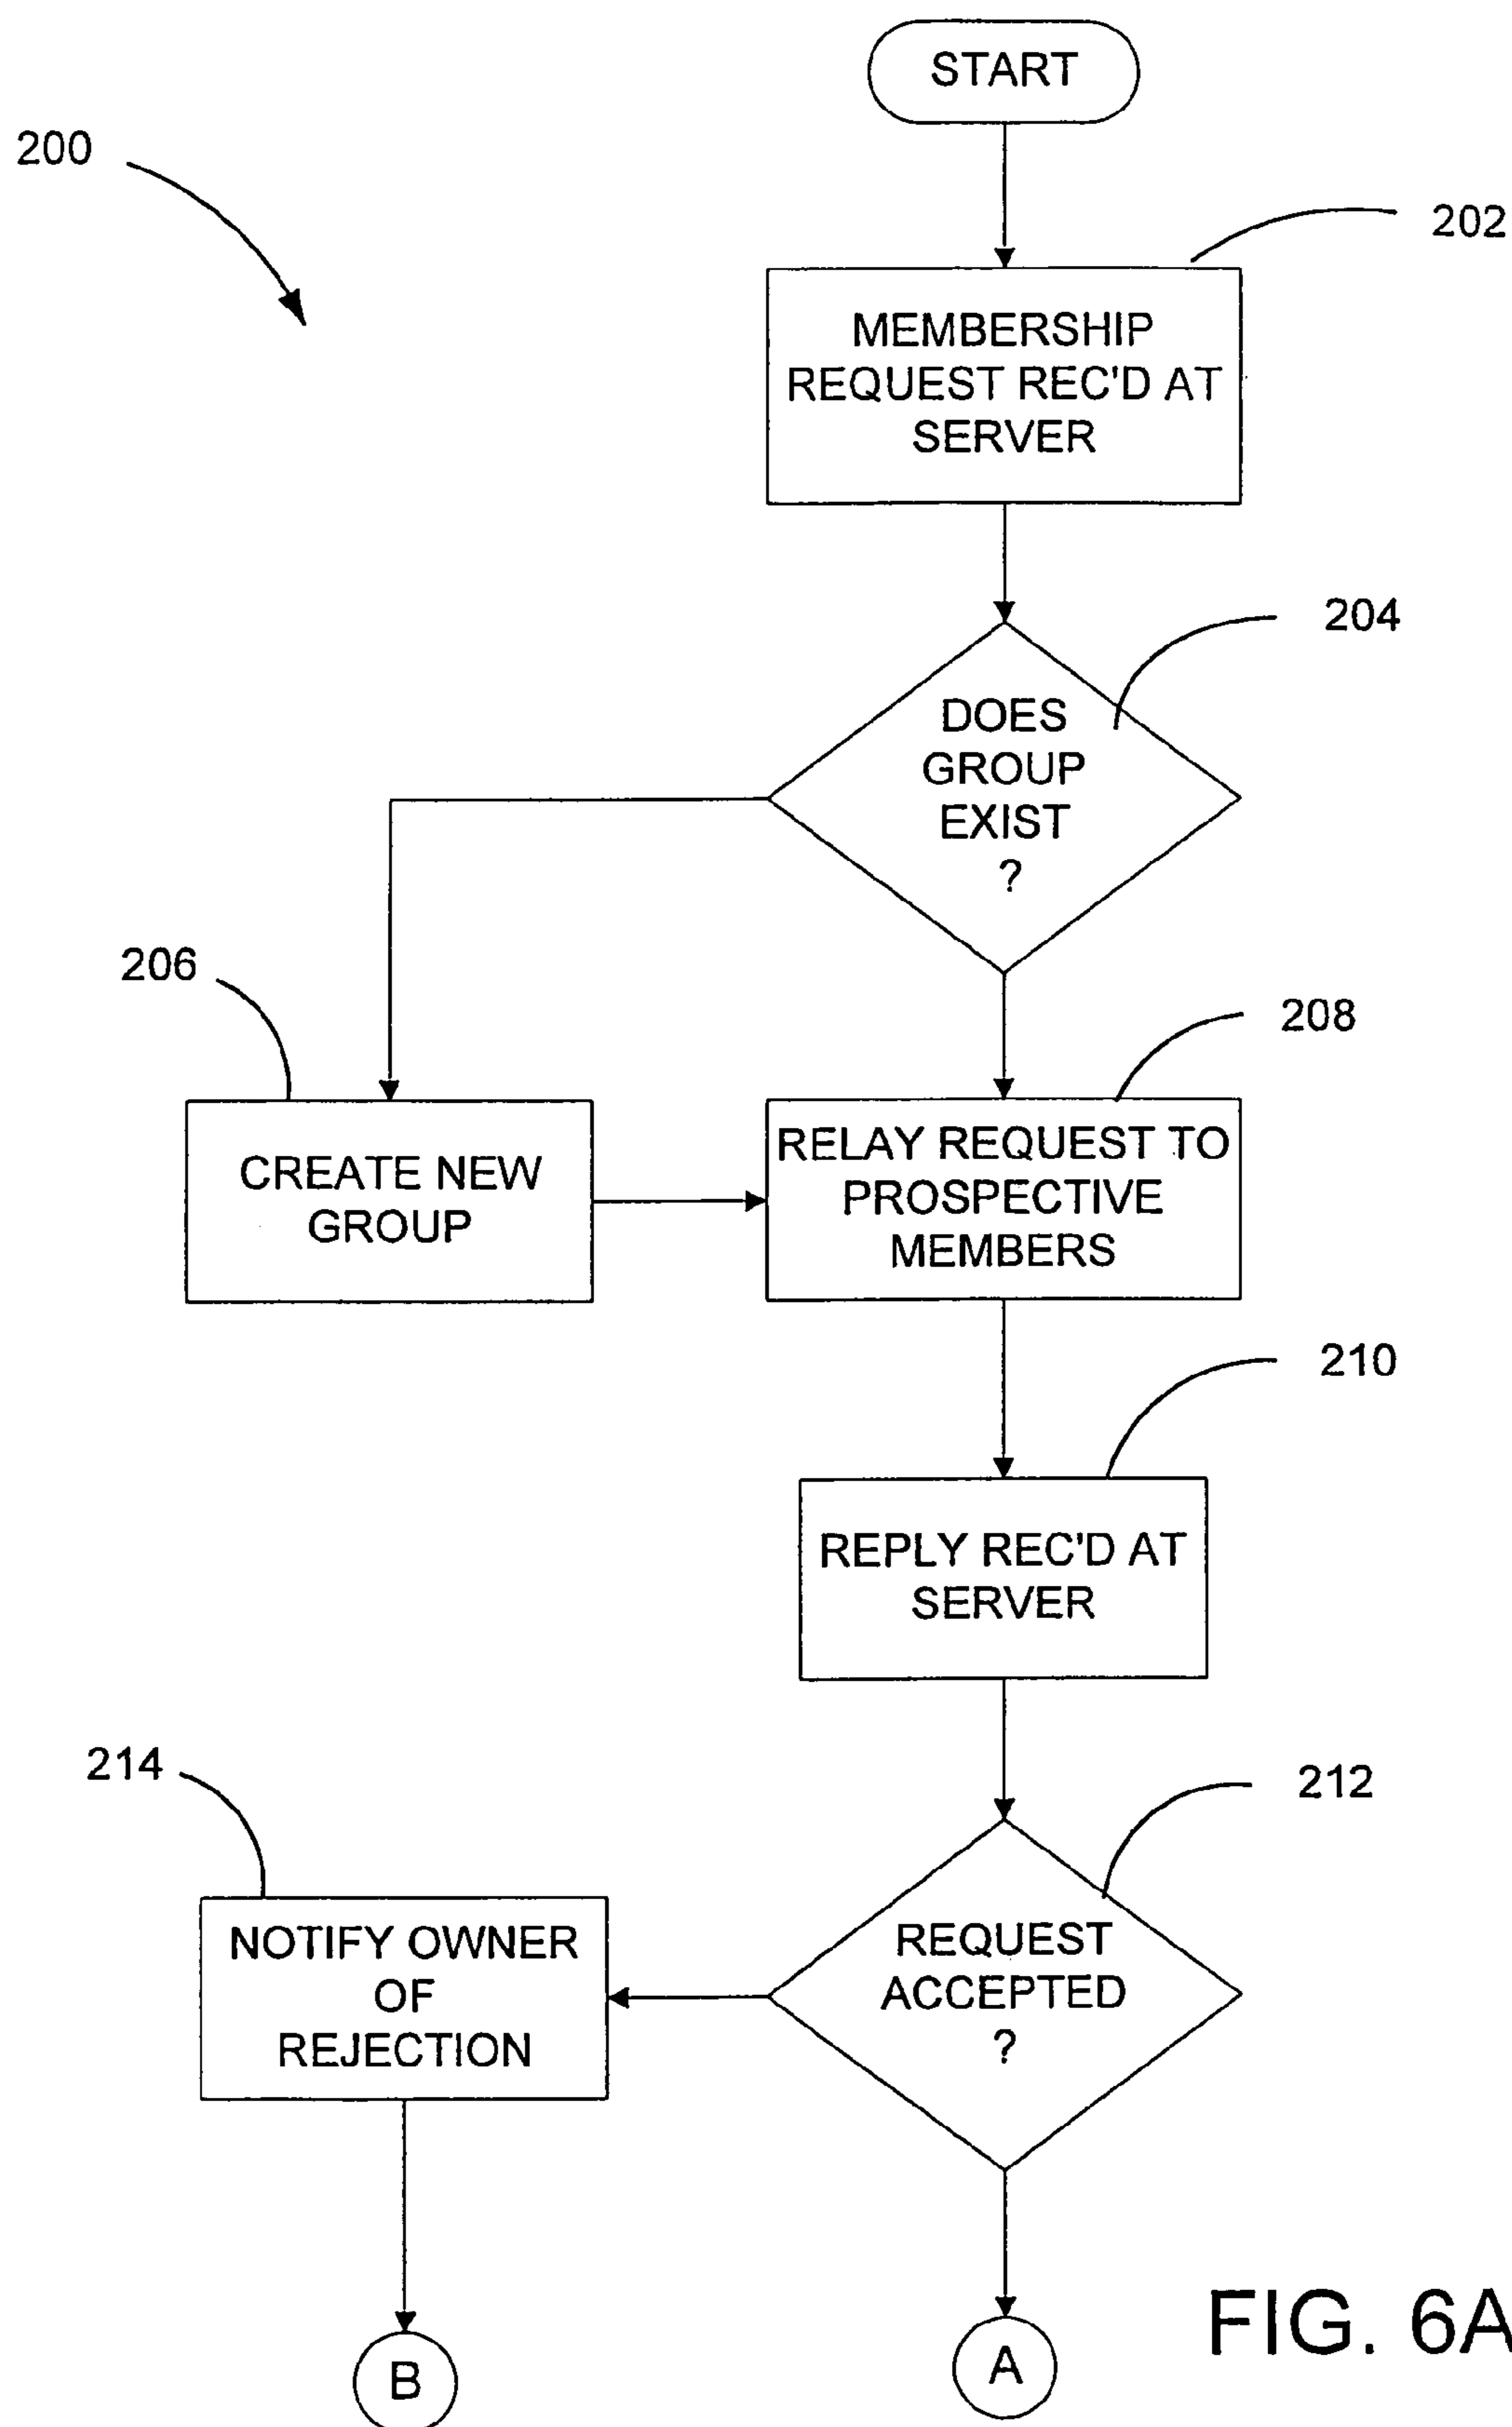 START
200
202
MEMBERSHIP
REQUEST REC'D AT
SERVER
204
DOES
GROUP
EXIST
?
206
208
CREATE NEW
GROUP
RELAY REQUEST TO
PROSPECTIVE
MEMBERS
210
REPLY REC'D AT
SERVER
214
212
NOTIFY OWNER
OF
REJECTION
REQUEST
ACCEPTED
?
B
A
FIG. 6A